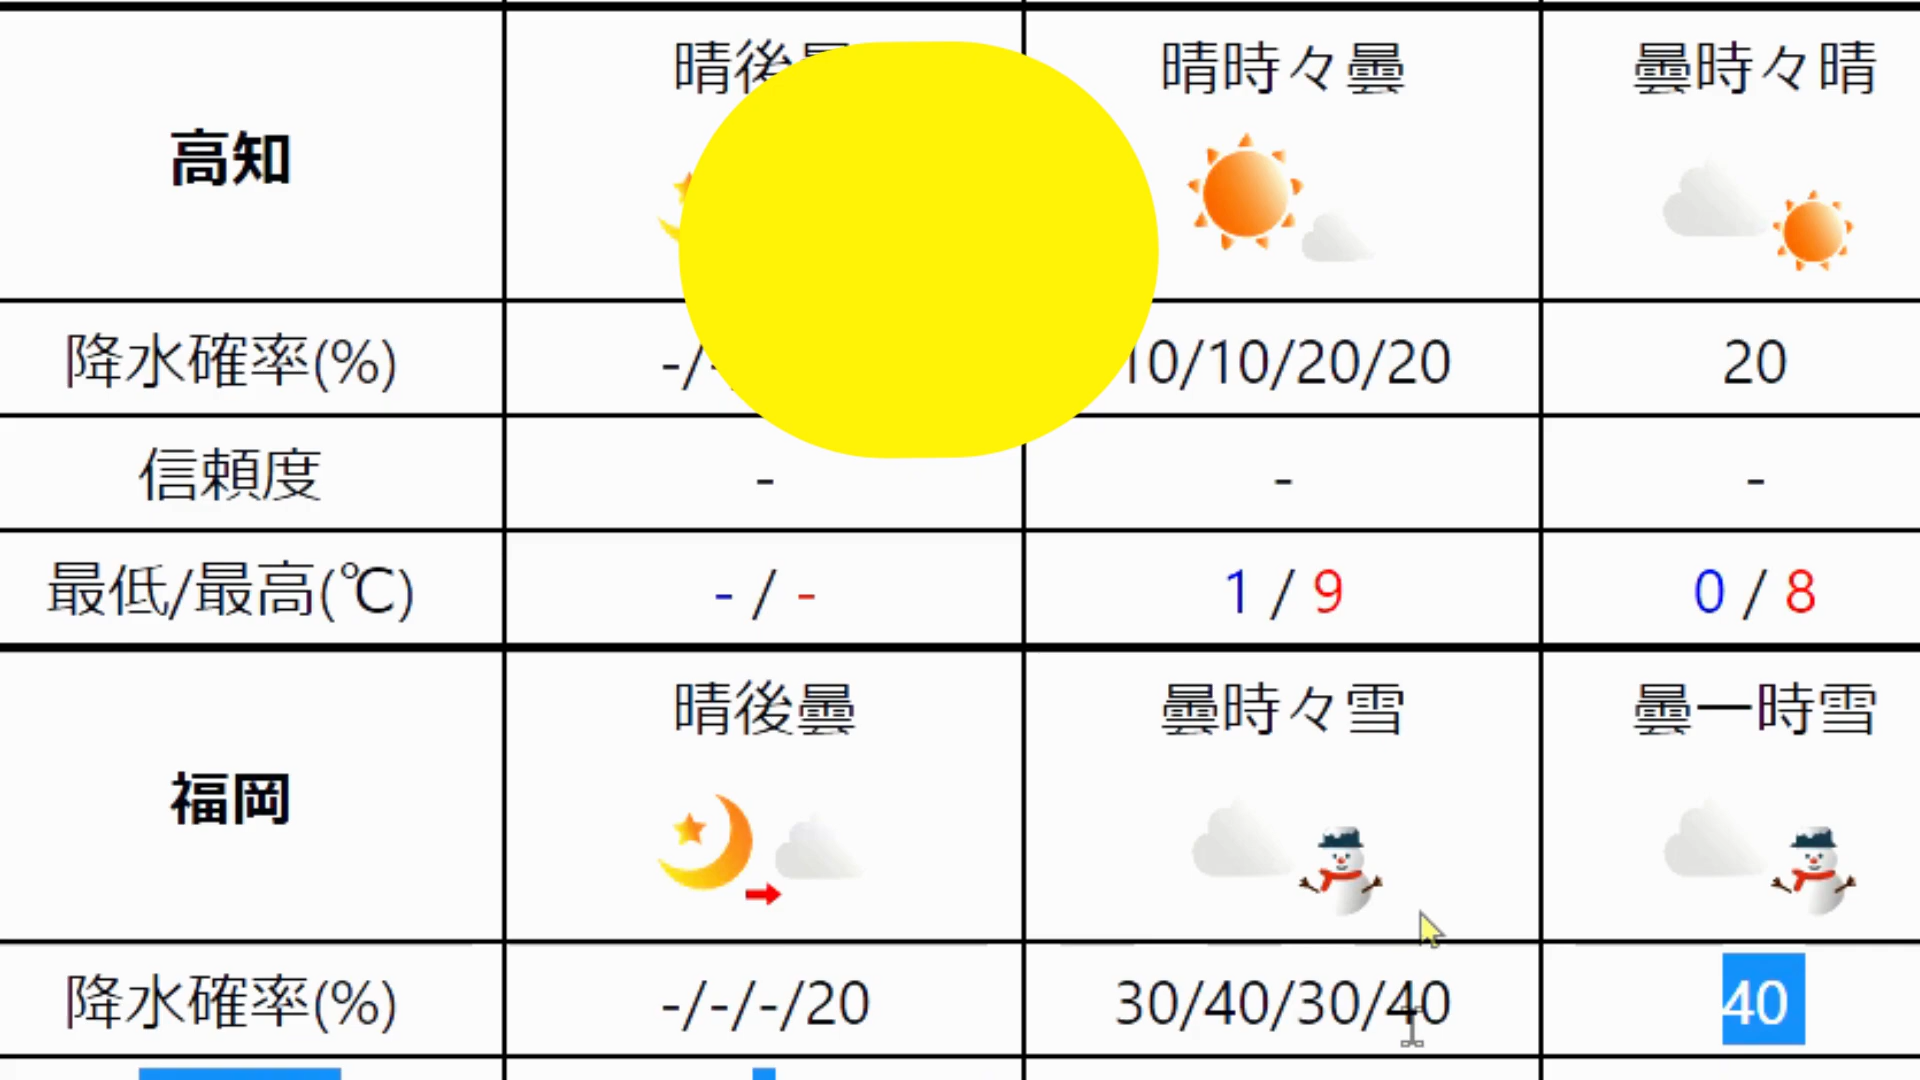 晴後 晴時々曇 曇時々晴
高知
降水確率(%) -/ 10/10/20/20 20
信頼度 - - -
最低/最高(℃) - / - 1 / 9 0 / 8
晴後曇 曇時々雪 曇一時雪
福岡
降水確率(%) -/-/-/20 30/40/30/40 40